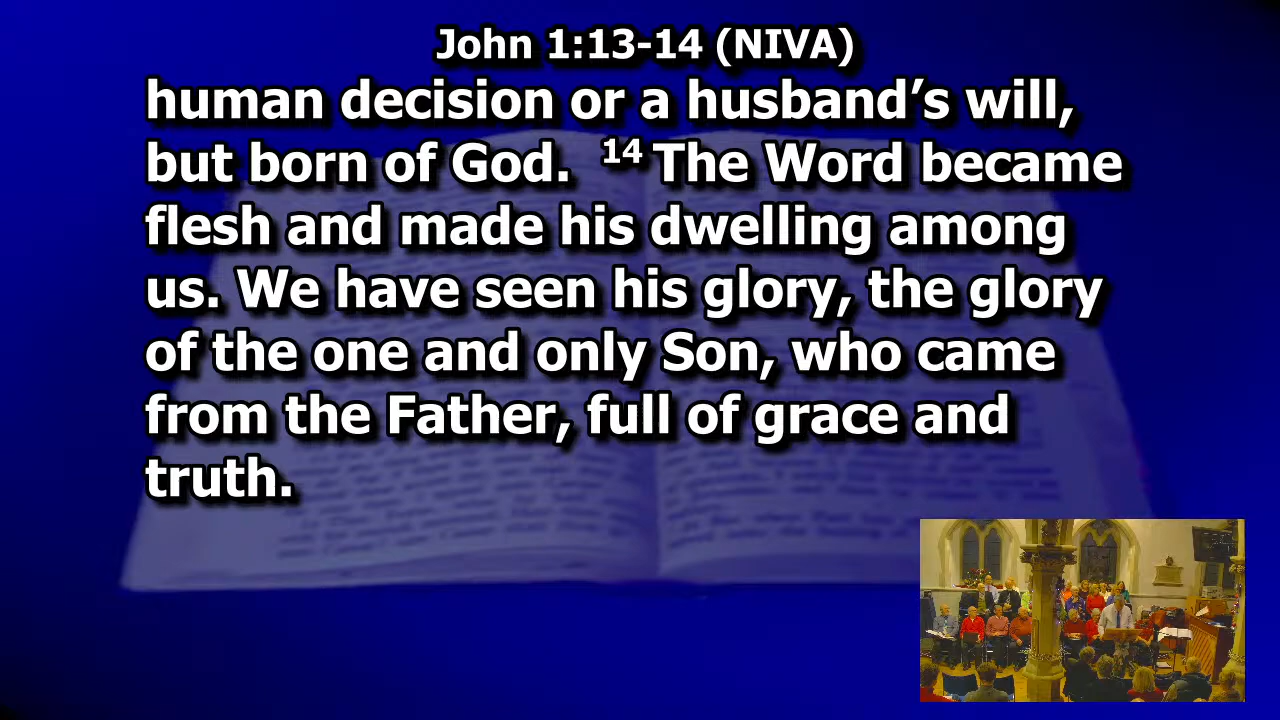 John 1:13-14 (NIVA)
human decision or a husband’s will,
but born of God. 14 The Word became
flesh and made his dwelling among
us. We have seen his glory, the glory
of the one and only Son, who came
from the Father, full of grace and
truth.